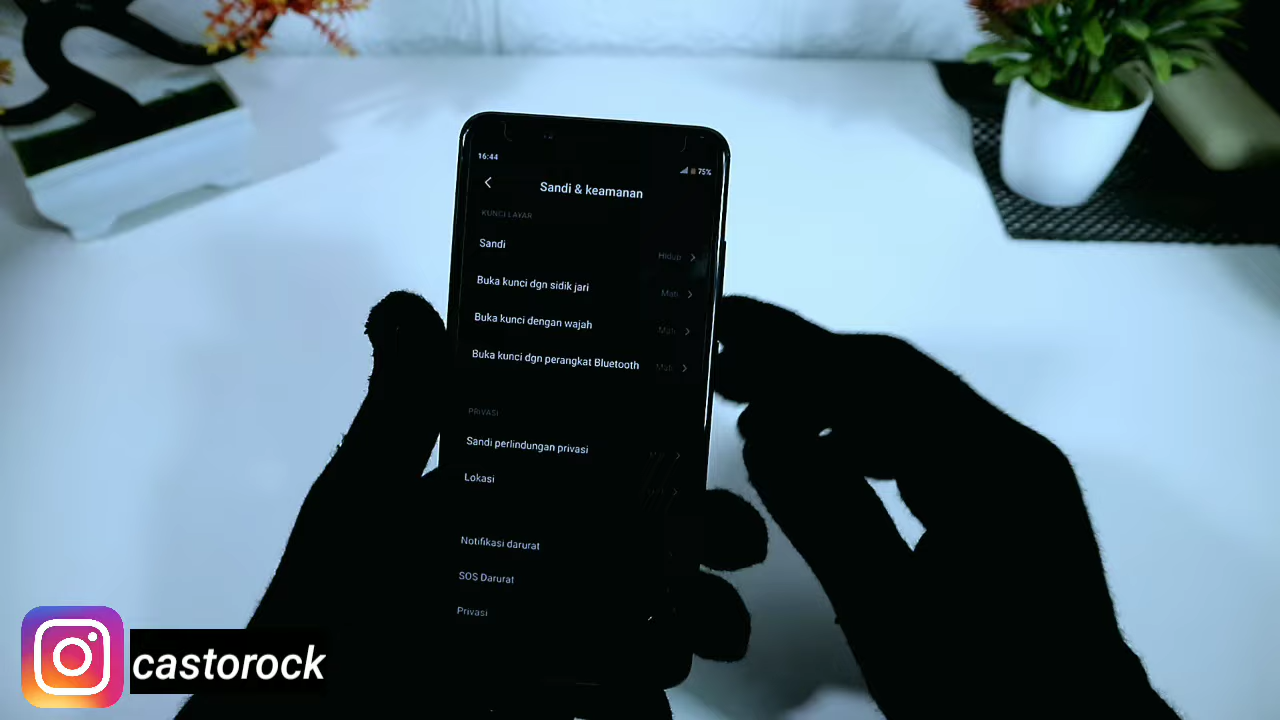 16:44
75%
Sandi & keamanan
KUNCI LAYAR
Sandi
Hidup
Buka kunci dgn sidik jari
Mati
Buka kunci dengan wajah
Mati
Buka kunci dgn perangkat Bluetooth
Mati
PRIVASI
Sandi perlindungan privasi
Lokasi
Notifikasi darurat
SOS Darurat
Privasi
castorock